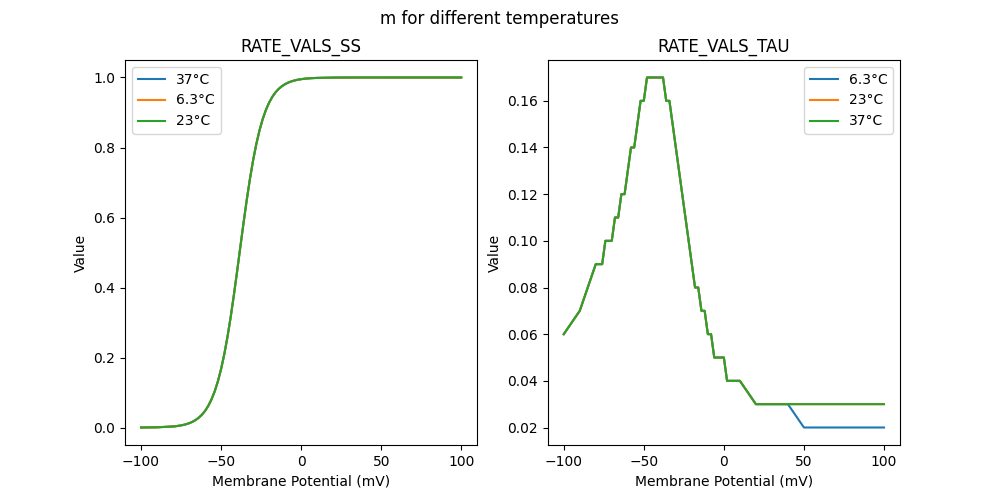 m for different temperatures
RATE_VALS_SS
37°C
6.3°C
23°C
1.0
0.8
0.6
0.4
0.2
0.0
Value
−100
−50
0
50
100
Membrane Potential (mV)
RATE_VALS_TAU
6.3°C
23°C
37°C
0.16
0.14
0.12
0.10
0.08
0.06
0.04
0.02
Value
−100
−50
0
50
100
Membrane Potential (mV)